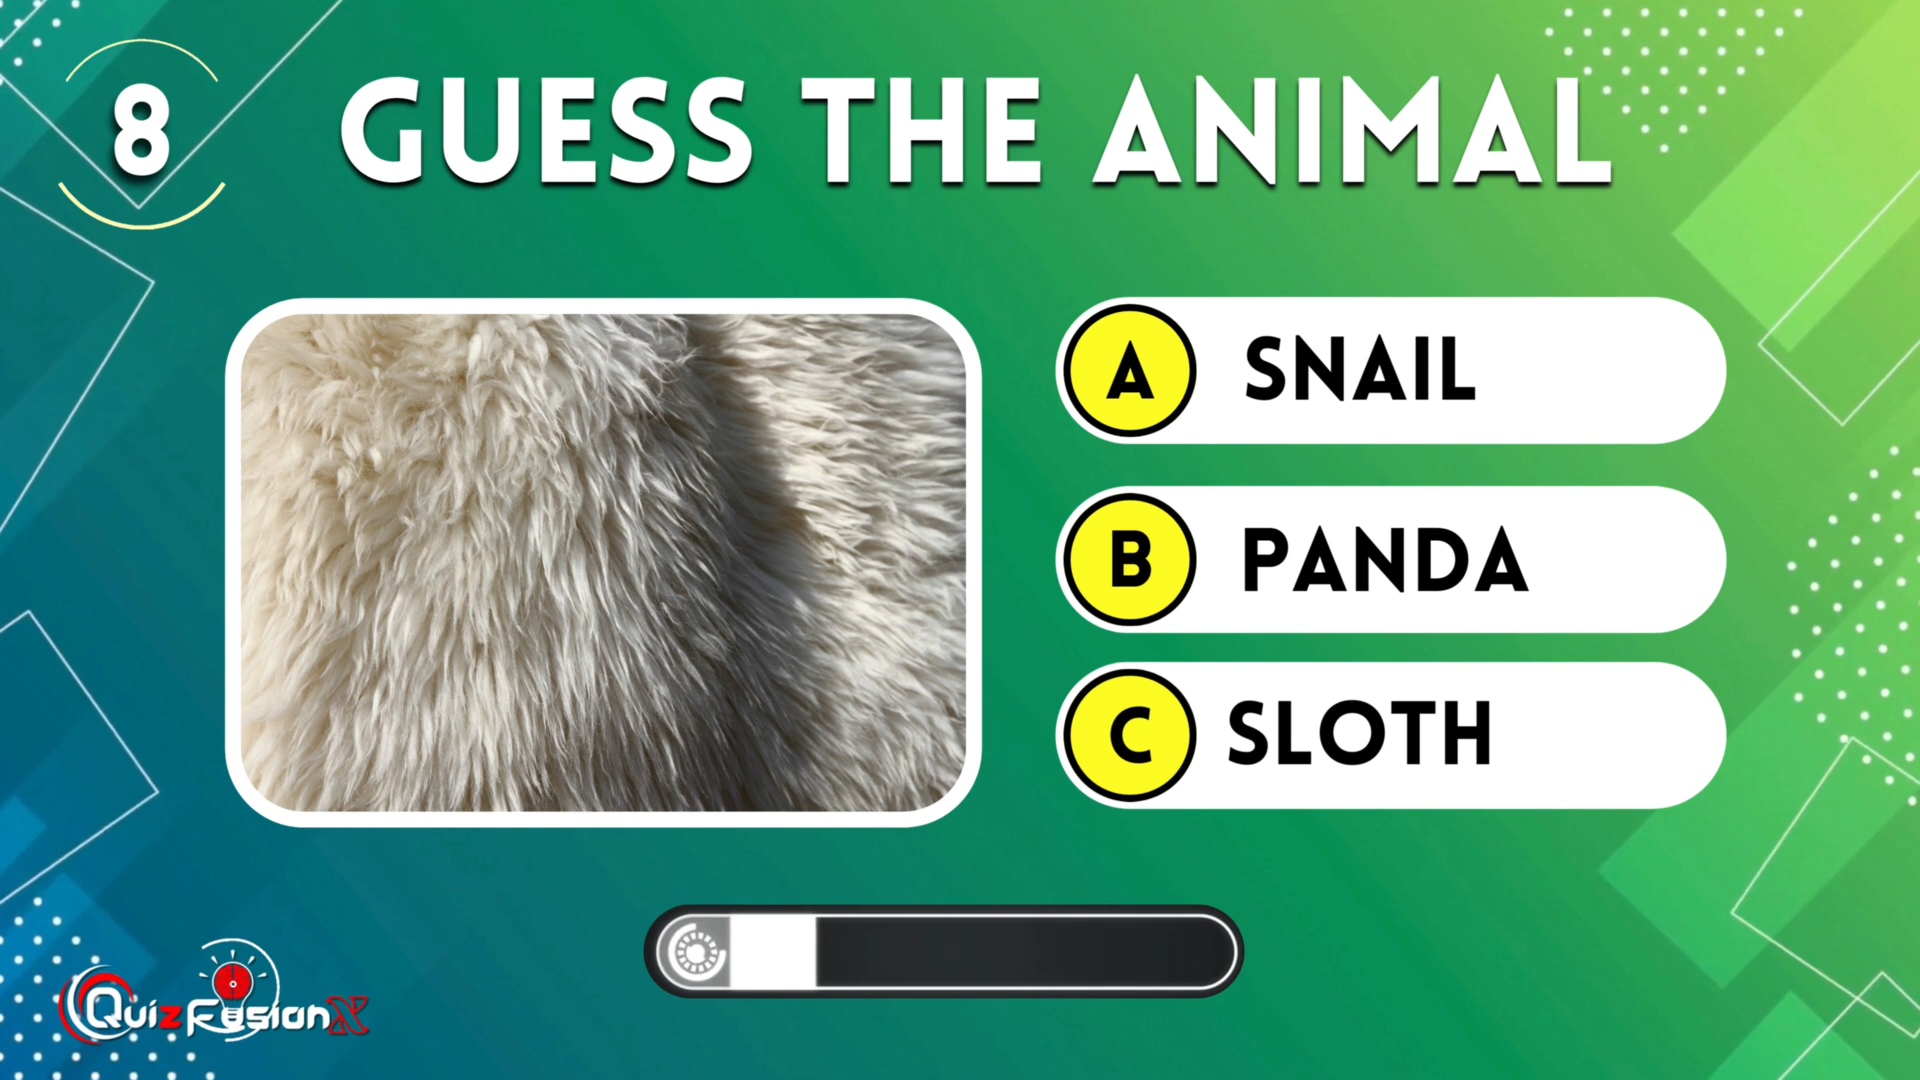 8
GUESS THE ANIMAL
A SNAIL
B PANDA
C SLOTH
QuizFusionX